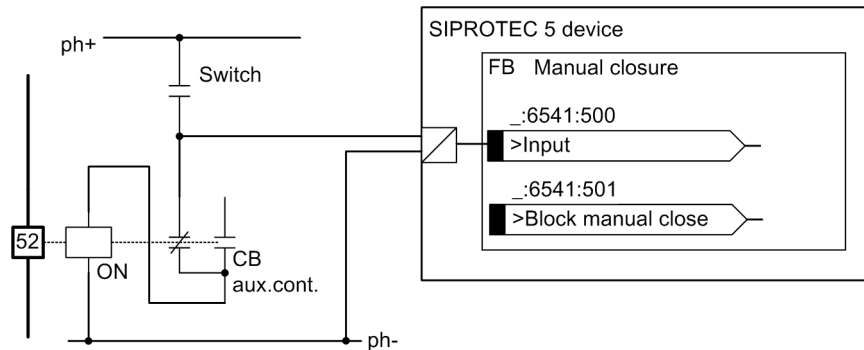 SIPROTEC 5 device
ph+
Switch
FB Manual closure
_:6541:500
>Input
_:6541:501
>Block manual close
52
ON
CB
aux.cont.
ph-